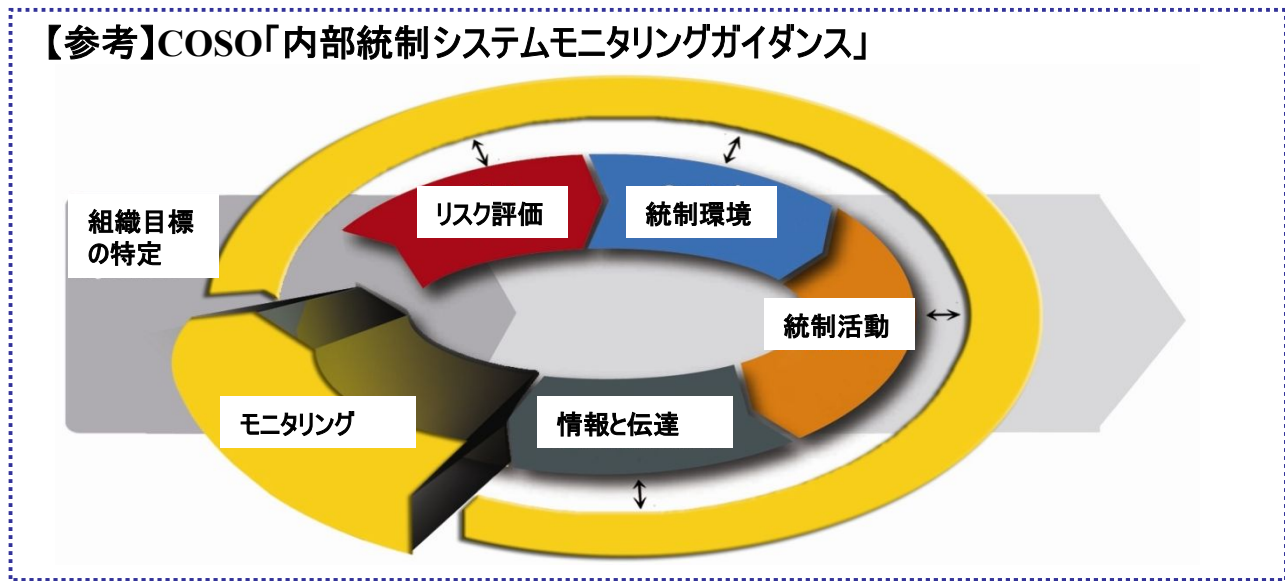 【参考】COSO「内部統制システムモニタリングガイダンス」
組織目標
の特定
リスク評価
統制環境
統制活動
モニタリング
情報と伝達